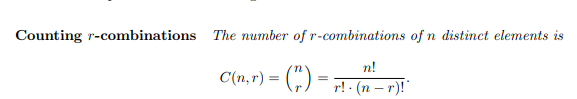 Counting r-combinations The number of r-combinations of n distinct elements is
C(n, r) = (n r) = n! / r! · (n − r)!.